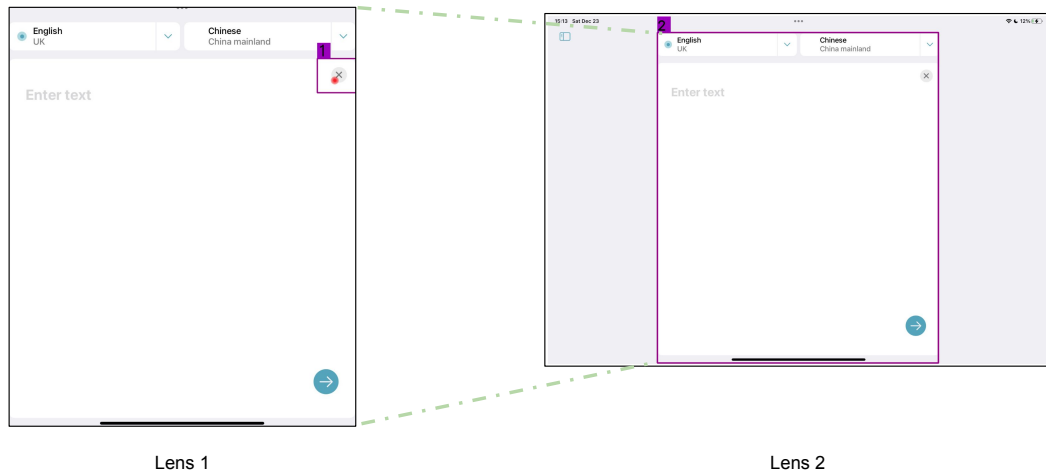 English
UK
Chinese
China mainland
1
Enter text
Lens 1
15:13 Sat Dec 23
12%
2
English
UK
Chinese
China mainland
Enter text
Lens 2